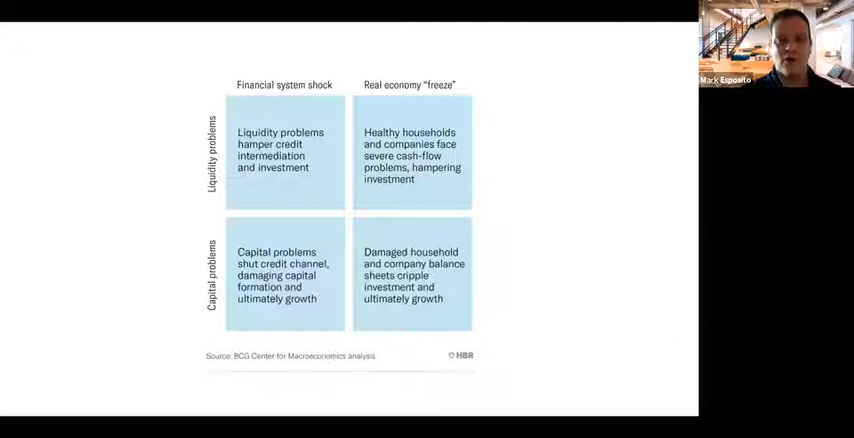 Financial system shock
Real economy "freeze"
Liquidity problems
Liquidity problems
hamper credit
intermediation
and investment
Healthy households
and companies face
severe cash-flow
problems, hampering
investment
Capital problems
Capital problems
shut credit channel,
damaging capital
formation and
ultimately growth
Damaged household
and company balance
sheets cripple
investment and
ultimately growth
Source: BCG Center for Macroeconomics analysis
HBR
Mark Esposito